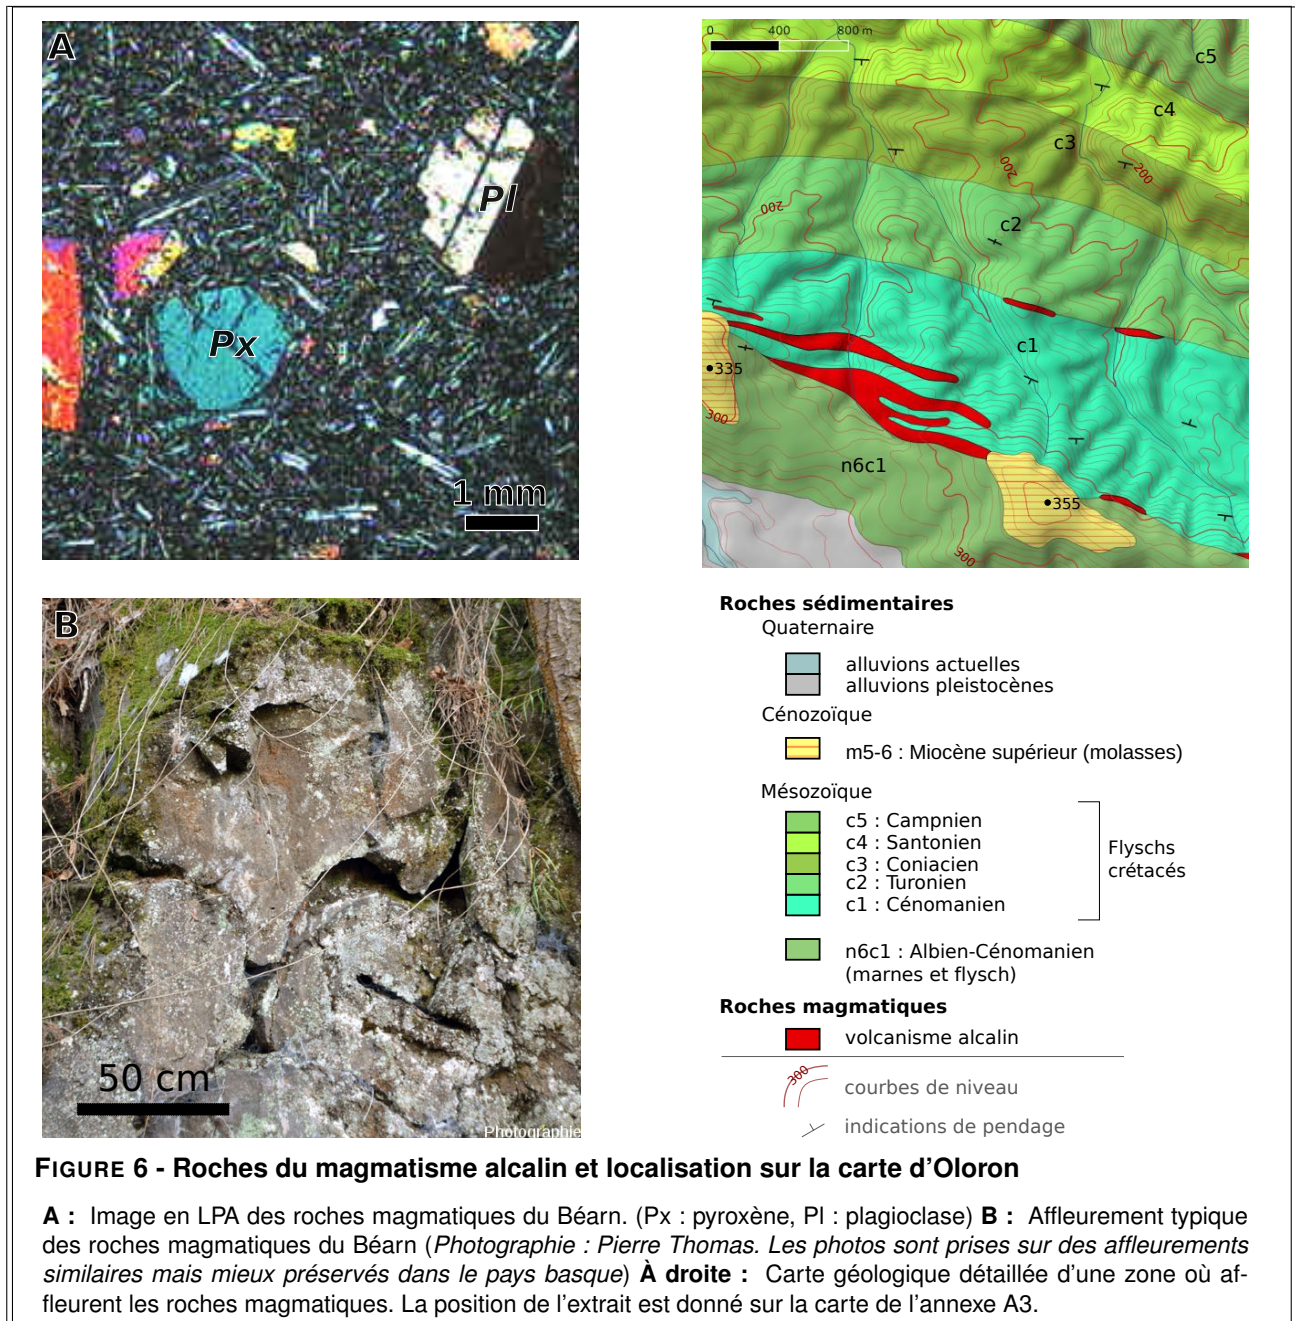 A
Pl
Px
1 mm
0 400 800 m
c5
c4
c3
200
200
c2
200
c1
335
300
n6c1
355
300
B
50 cm
Photographie
Roches sédimentaires
Quaternaire
alluvions actuelles
alluvions pleistocènes
Cénozoïque
m5-6 : Miocène supérieur (molasses)
Mésozoïque
c5 : Campnien
c4 : Santonien
c3 : Coniacien
c2 : Turonien
c1 : Cénomanien
Flyschs
crétacés
n6c1 : Albien-Cénomanien
(marnes et flysch)
Roches magmatiques
volcanisme alcalin
300
courbes de niveau
indications de pendage
FIGURE 6 - Roches du magmatisme alcalin et localisation sur la carte d'Oloron
A : Image en LPA des roches magmatiques du Béarn. (Px : pyroxène, Pl : plagioclase) B : Affleurement typique
des roches magmatiques du Béarn (Photographie : Pierre Thomas. Les photos sont prises sur des affleurements
similaires mais mieux préservés dans le pays basque) À droite : Carte géologique détaillée d'une zone où af-
fleurent les roches magmatiques. La position de l'extrait est donné sur la carte de l'annexe A3.